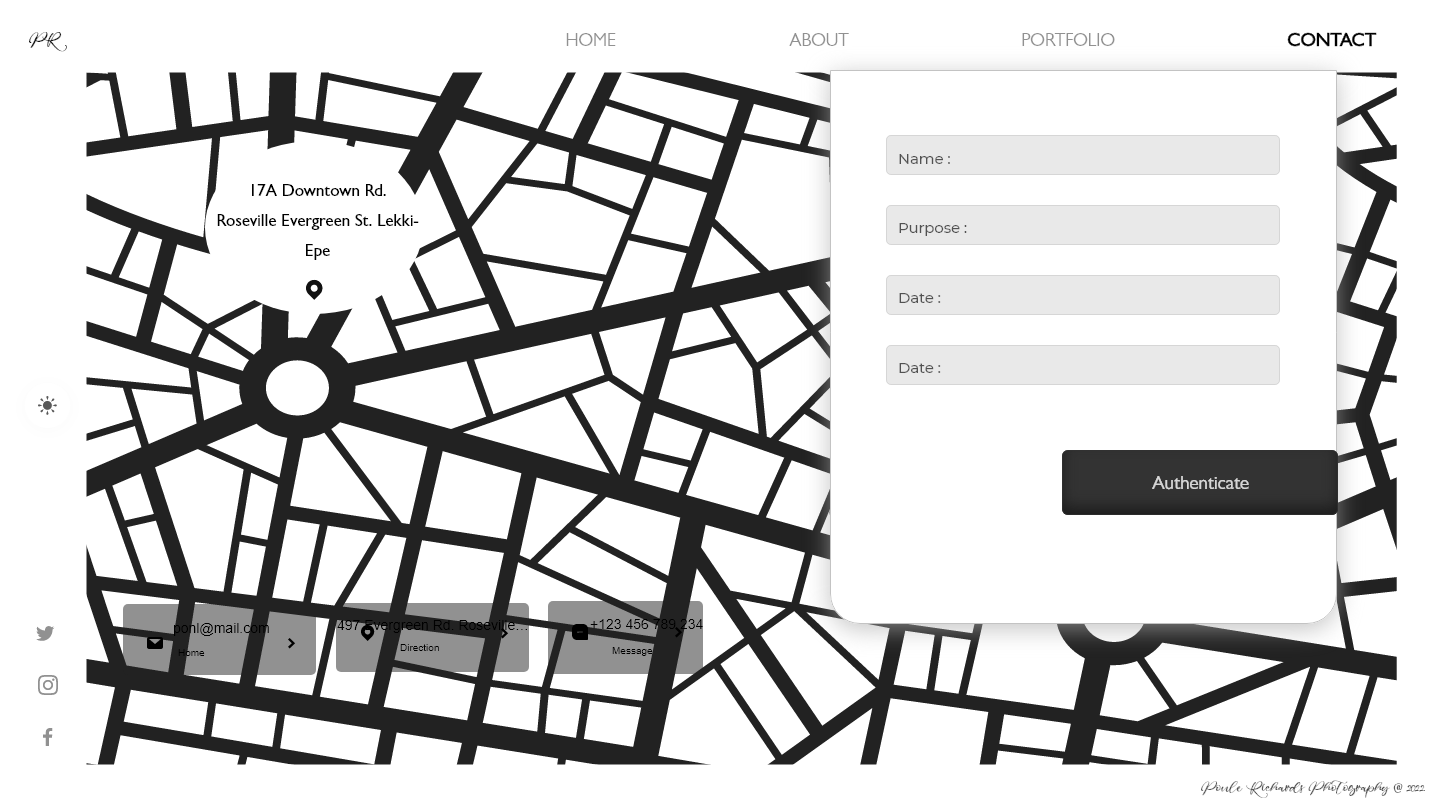 PR
HOME
ABOUT
PORTFOLIO
CONTACT
17A Downtown Rd.
Roseville Evergreen St. Lekki-
Epe
Name :
Purpose :
Date :
Date :
Authenticate
ponl@mail.com
Home
497 Evergreen Rd. Roseville...
Direction
+123 456 789 234
Message
Poule Richards Photography @ 2022